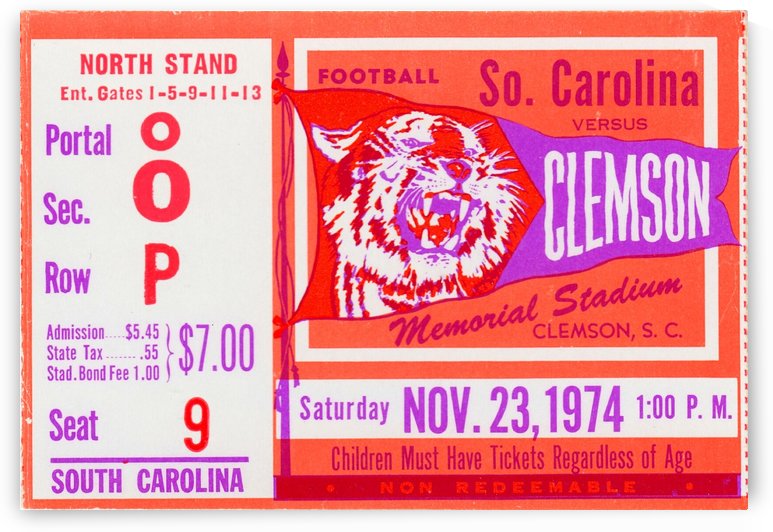 NORTH STAND
Ent. Gates 1-5-9-11-13
Portal O
Sec. O
Row P
Admission.....$5.45
State Tax ....... .55
Stad. Bond Fee 1.00
$7.00
Seat 9
SOUTH CAROLINA
FOOTBALL
So. Carolina
VERSUS
CLEMSON
Memorial Stadium
CLEMSON, S. C.
Saturday NOV. 23, 1974 1:00 P. M.
Children Must Have Tickets Regardless of Age
• NON REDEEMABLE •